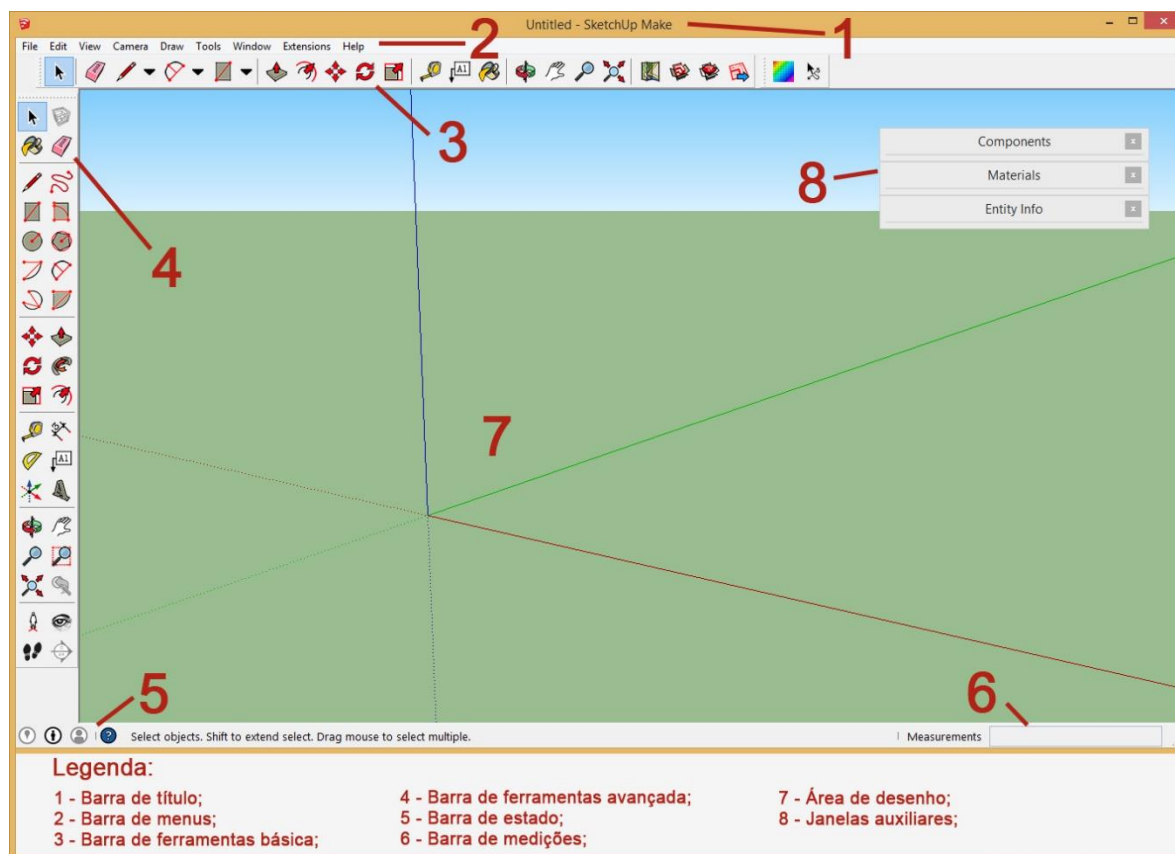 Untitled - SketchUp Make
1
File Edit View Camera Draw Tools Window Extensions Help
2
A1
3
Components
Materials
Entity Info
8
4
7
A1
5
Select objects. Shift to extend select. Drag mouse to select multiple.
6
Measurements
Legenda:
1 - Barra de título;
2 - Barra de menus;
3 - Barra de ferramentas básica;
4 - Barra de ferramentas avançada;
5 - Barra de estado;
6 - Barra de medições;
7 - Área de desenho;
8 - Janelas auxiliares;